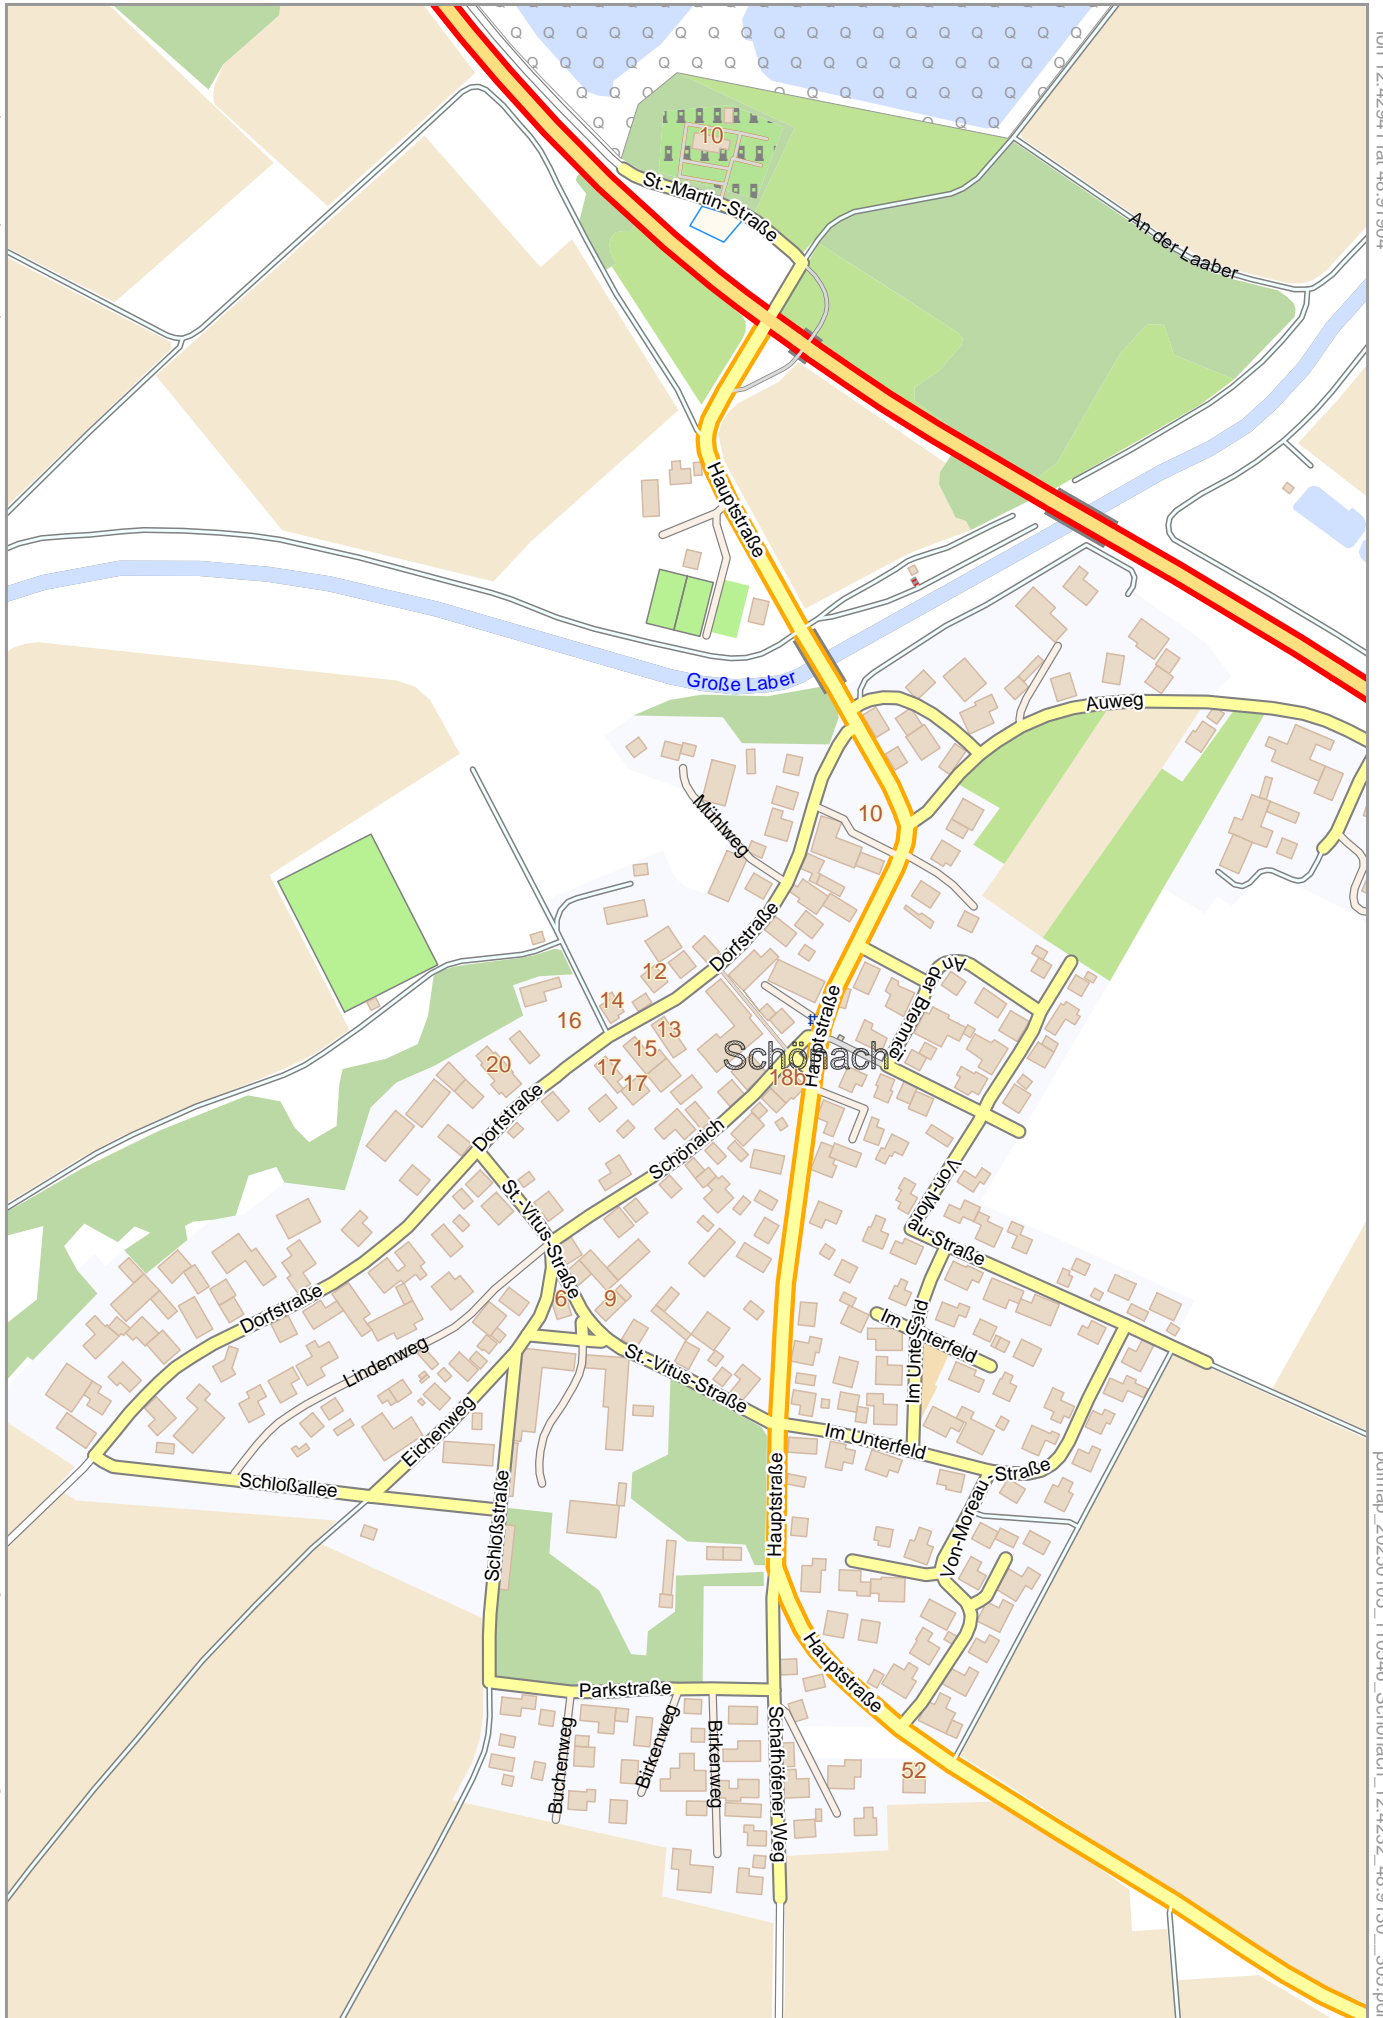 10
St.-Martin-Straße
An der Laaber
Hauptstraße
Große Laber
Auweg
Mühlweg
10
Dorfstraße
An der Brennerei
12
14
16
13
15
17
17
20
Hauptstraße
Schönach
18b
Dorfstraße
Schönaich
St.-Vitus-Straße
Von-More
au-Straße
6
9
Dorfstraße
Im Unterfeld
Im Unterfeld
Lindenweg
St.-Vitus-Straße
Eichenweg
Im Unterfeld
Schloßallee
Schloßstraße
Hauptstraße
Von-Moreau-Straße
Hauptstraße
Parkstraße
Buchenweg
Birkenweg
Birkenweg
Schafhöfener Weg
52